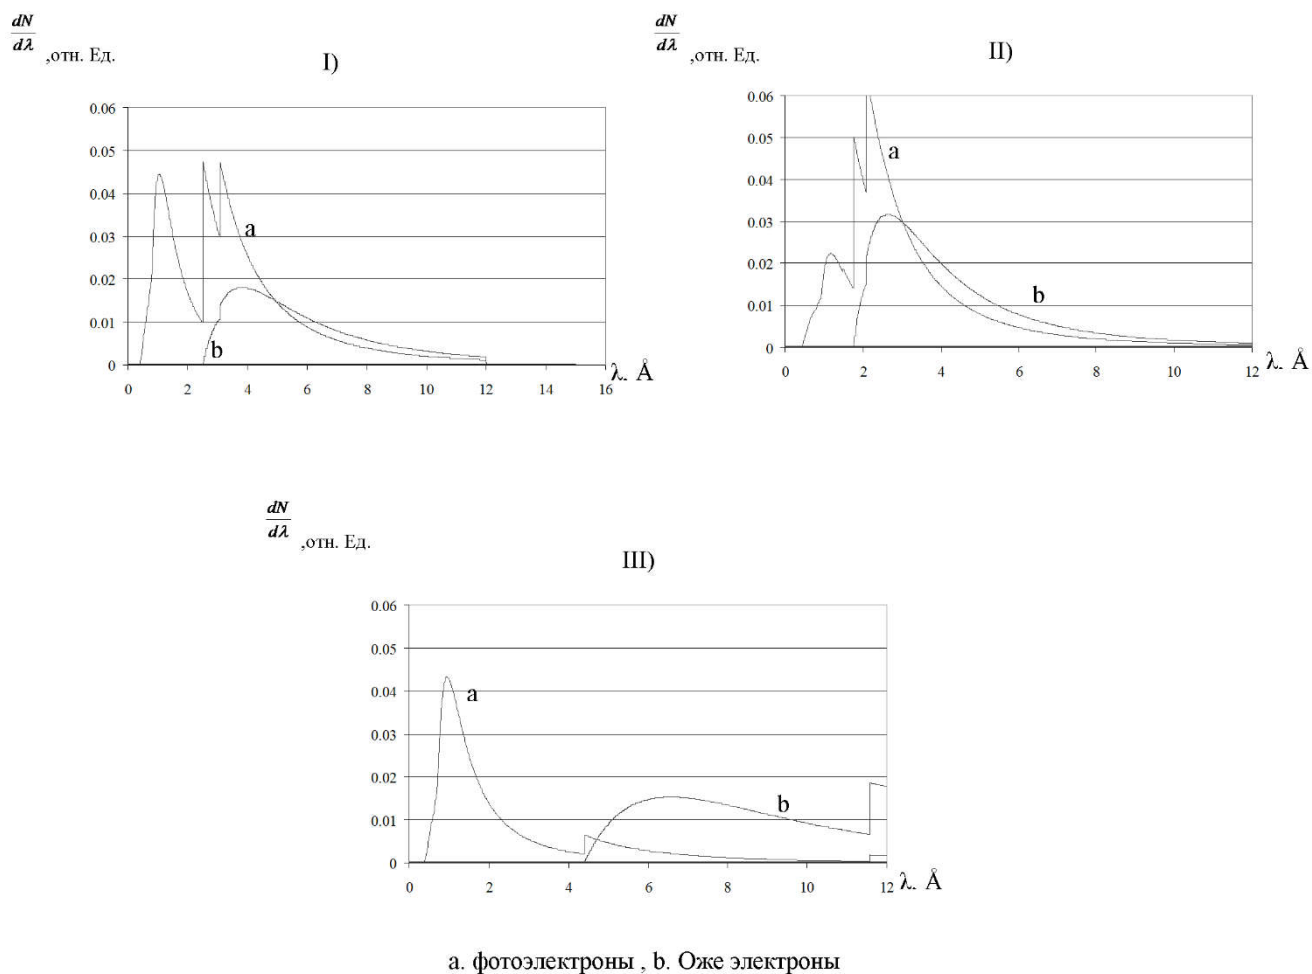 dN
dλ ,отн. Ед.
I)
0.06
0.05
0.04
0.03
0.02
0.01
0
a
b
0 2 4 6 8 10 12 14 16
λ. Å
dN
dλ ,отн. Ед.
II)
0.06
0.05
0.04
0.03
0.02
0.01
0
a
b
0 2 4 6 8 10 12
λ. Å
dN
dλ ,отн. Ед.
III)
0.06
0.05
0.04
0.03
0.02
0.01
0
a
b
0 2 4 6 8 10 12
λ. Å
a. фотоэлектроны , b. Оже электроны